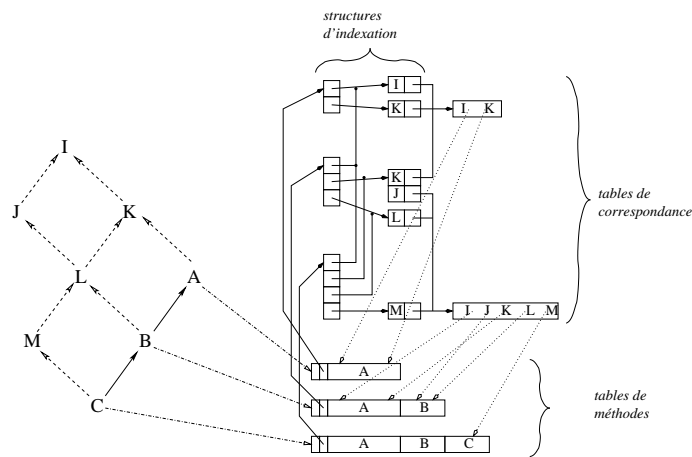 structures
d'indexation
I
K
I K
I
J
K
K
J
L
tables de
correspondance
L
A
M
B
C
M
I J K L M
A
A B
A B C
tables de
méthodes